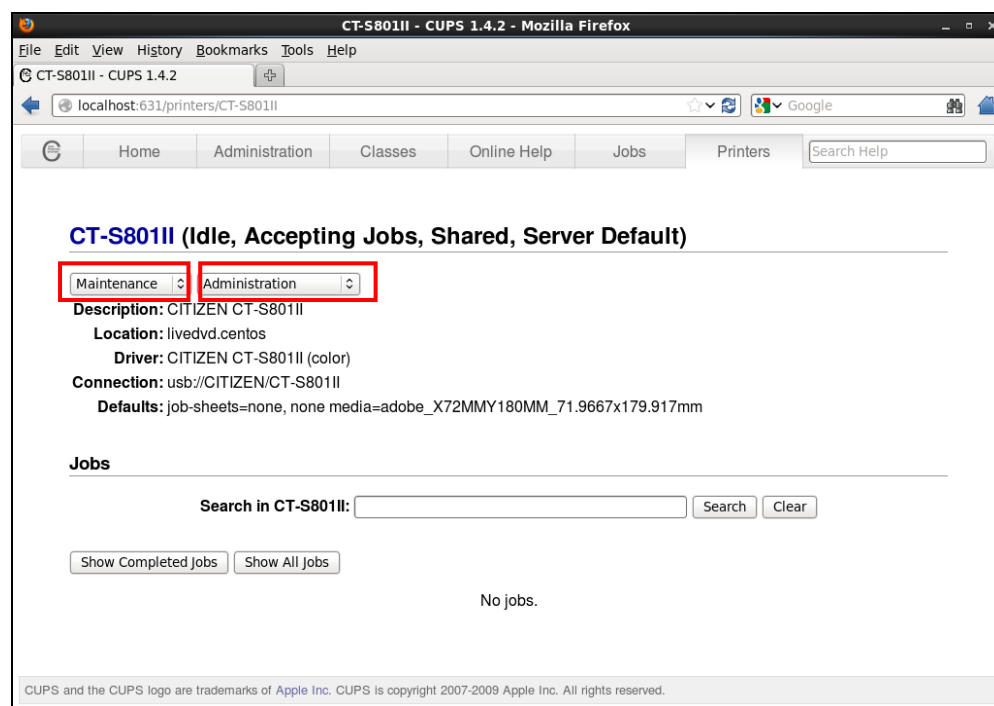 CT-S801II - CUPS 1.4.2 - Mozilla Firefox
File Edit View History Bookmarks Tools Help
CT-S801II - CUPS 1.4.2
localhost:631/printers/CT-S801II Google
Home Administration Classes Online Help Jobs Printers Search Help
CT-S801II (Idle, Accepting Jobs, Shared, Server Default)
Maintenance Administration
Description: CITIZEN CT-S801II
Location: livedvd.centos
Driver: CITIZEN CT-S801II (color)
Connection: usb://CITIZEN/CT-S801II
Defaults: job-sheets=none, none media=adobe_X72MMY180MM_71.9667x179.917mm
Jobs
Search in CT-S801II: Search Clear
Show Completed Jobs Show All Jobs
No jobs.
CUPS and the CUPS logo are trademarks of Apple Inc. CUPS is copyright 2007-2009 Apple Inc. All rights reserved.